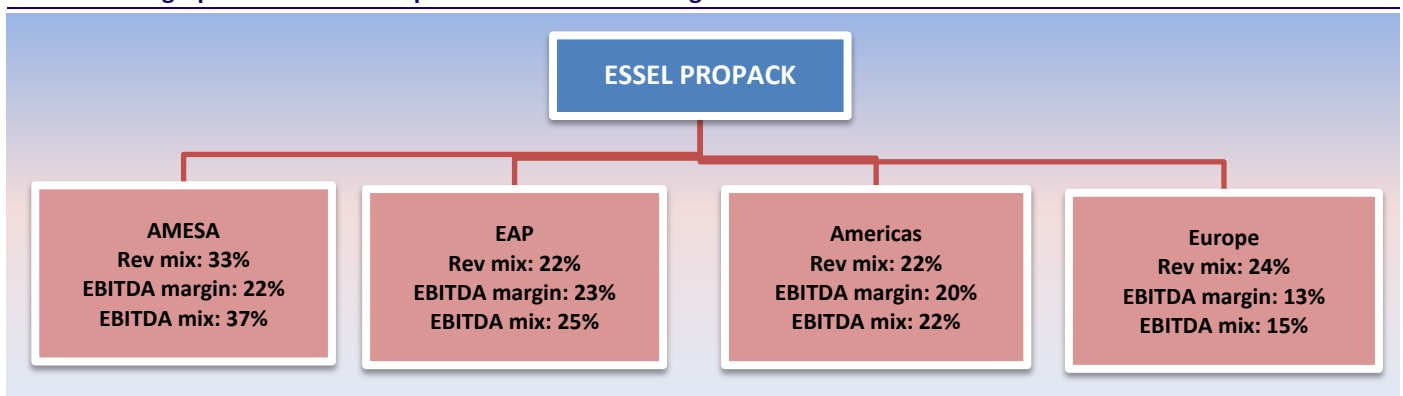 ESSEL PROPACK
AMESA
Rev mix: 33%
EBITDA margin: 22%
EBITDA mix: 37%
EAP
Rev mix: 22%
EBITDA margin: 23%
EBITDA mix: 25%
Americas
Rev mix: 22%
EBITDA margin: 20%
EBITDA mix: 22%
Europe
Rev mix: 24%
EBITDA margin: 13%
EBITDA mix: 15%